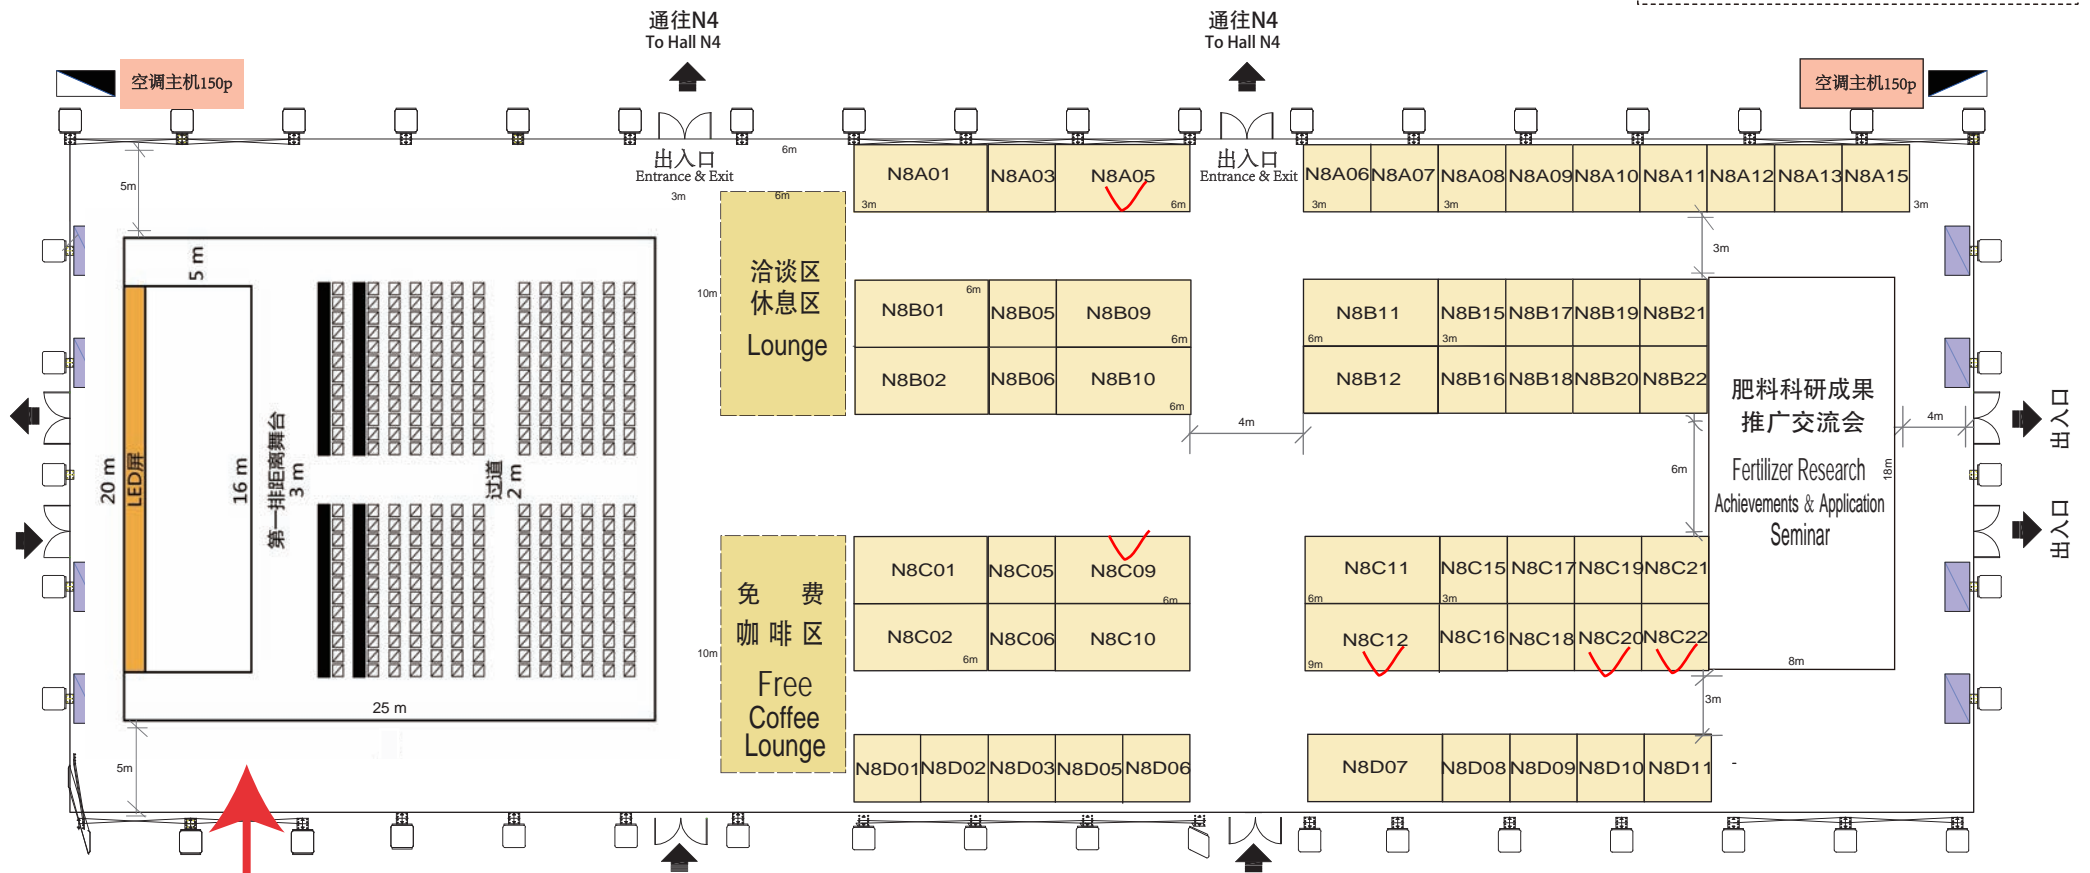 通往N4
To Hall N4
通往N4
To Hall N4
空调主机150p
空调主机150p
出入口
Entrance & Exit
出入口
Entrance & Exit
6m
5m
3m
6m
N8A01
3m
N8A03
N8A05
6m
N8A06
3m
N8A07
N8A08
3m
N8A09
N8A10
N8A11
N8A12
N8A13
N8A15
3m
3m
5 m
20 m
LED屏
16 m
第一排距离舞台
3 m
过道
2 m
25 m
5m
10m
洽谈区
休息区
Lounge
N8B01
6m
N8B05
N8B09
6m
N8B02
N8B06
N8B10
6m
4m
N8B11
6m
N8B15
3m
N8B17
N8B19
N8B21
N8B12
N8B16
N8B18
N8B20
N8B22
6m
肥料科研成果
推广交流会
Fertilizer Research
Achievements & Application
Seminar
18m
8m
4m
出入口
出入口
10m
免 费
咖 啡 区
Free
Coffee
Lounge
N8C01
N8C05
N8C09
6m
N8C02
6m
N8C06
N8C10
N8C11
6m
N8C15
3m
N8C17
N8C19
N8C21
N8C12
9m
N8C16
N8C18
N8C20
N8C22
3m
N8D01
N8D02
N8D03
N8D05
N8D06
N8D07
N8D08
N8D09
N8D10
N8D11
-